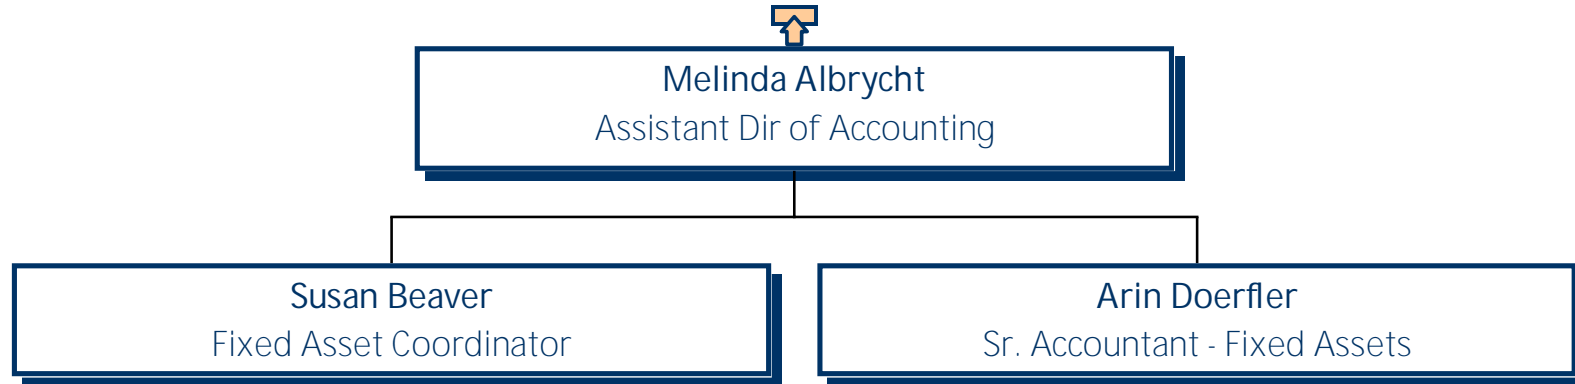 Melinda Albrycht
Assistant Dir of Accounting
Susan Beaver
Fixed Asset Coordinator
Arin Doerfler
Sr. Accountant - Fixed Assets